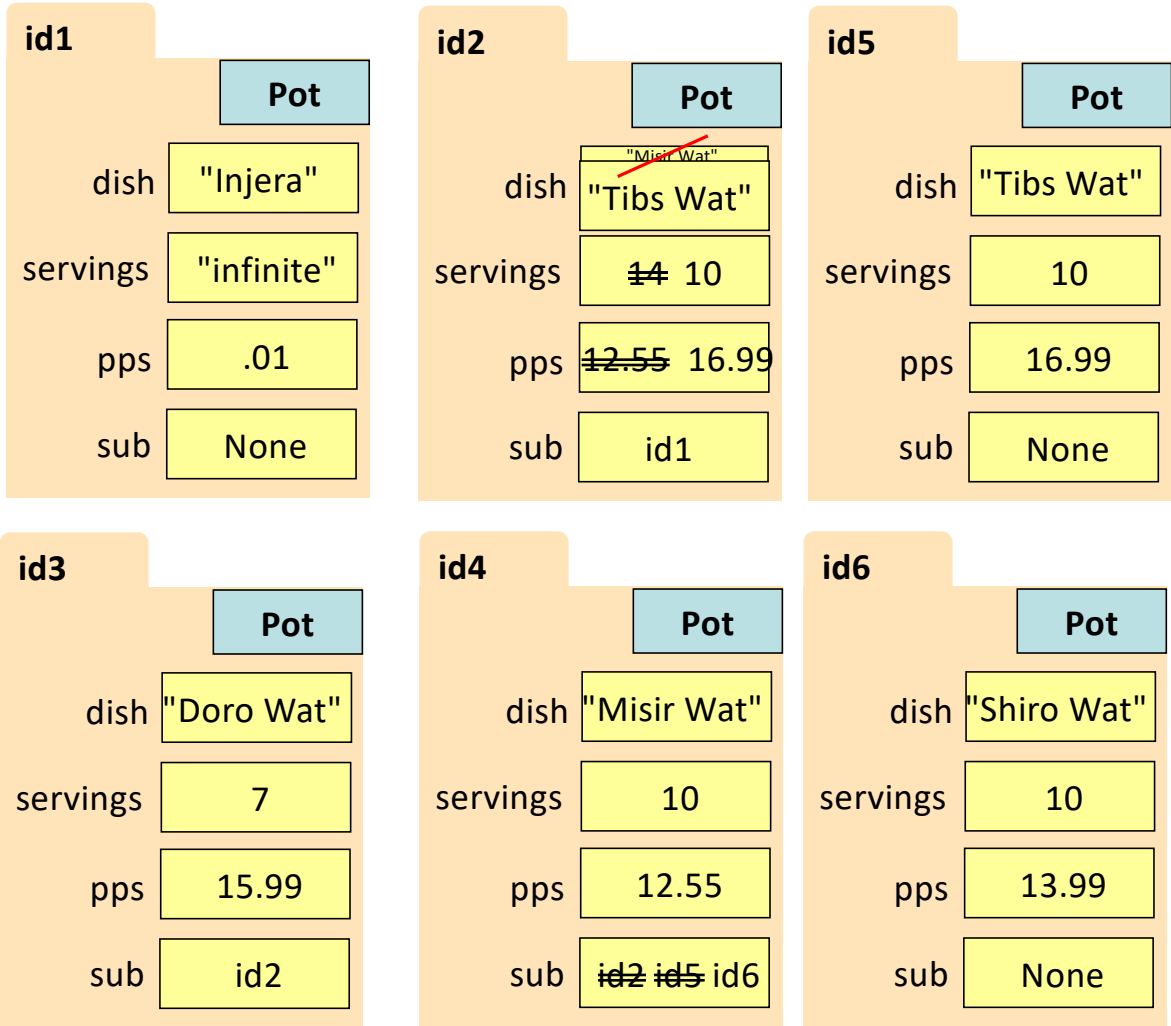 id1
Pot
dish "Injera"
servings "infinite"
pps .01
sub None
id2
Pot
"Misir Wat"
dish "Tibs Wat"
servings 14 10
pps 12.55 16.99
sub id1
id5
Pot
dish "Tibs Wat"
servings 10
pps 16.99
sub None
id3
Pot
dish "Doro Wat"
servings 7
pps 15.99
sub id2
id4
Pot
dish "Misir Wat"
servings 10
pps 12.55
sub id2 id5 id6
id6
Pot
dish "Shiro Wat"
servings 10
pps 13.99
sub None